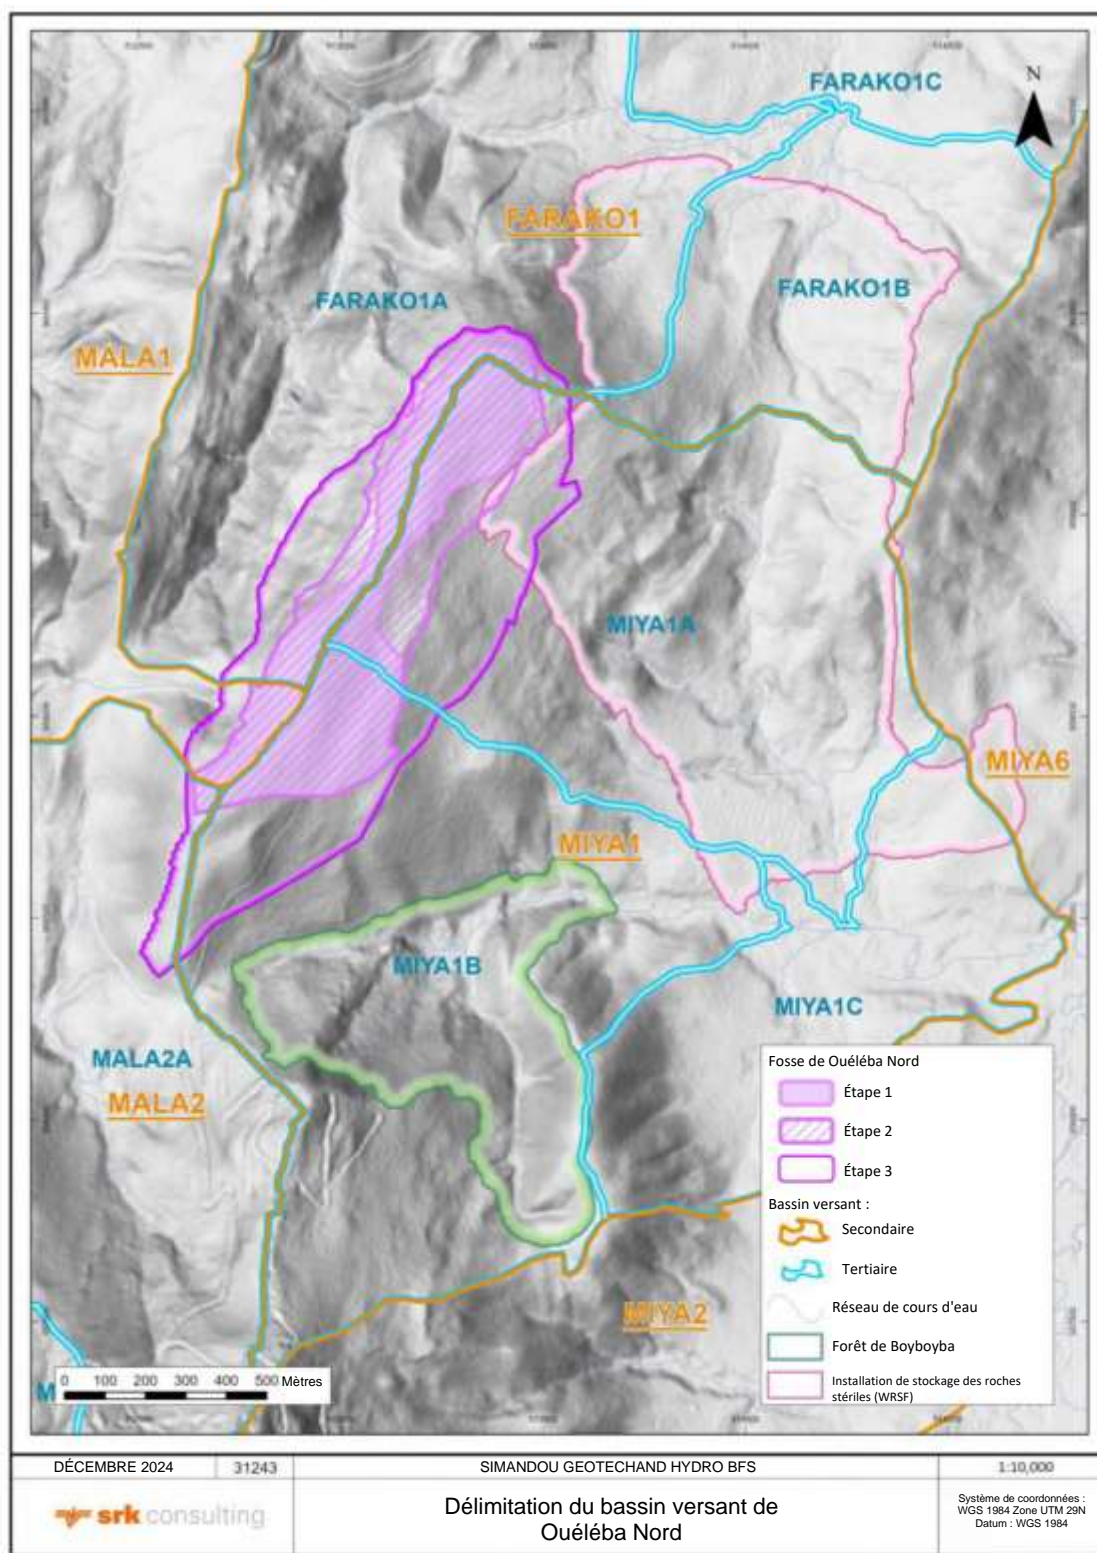 N
FARAKO1C
FARAKO1
FARAKO1B
FARAKO1A
MALA1
MIYA1A
MIYA6
MIYA1
MIYA1B
MIYA1C
MALA2A
MALA2
MIYA2
M
Fosse de Ouéléba Nord
Étape 1
Étape 2
Étape 3
Bassin versant :
Secondaire
Tertiaire
Réseau de cours d'eau
Forêt de Boyboyba
Installation de stockage des roches
stériles (WRSF)
0 100 200 300 400 500 Mètres
DÉCEMBRE 2024 31243 SIMANDOU GEOTECHAND HYDRO BFS 1:10,000
srk consulting
Délimitation du bassin versant de
Ouéléba Nord
Système de coordonnées :
WGS 1984 Zone UTM 29N
Datum : WGS 1984